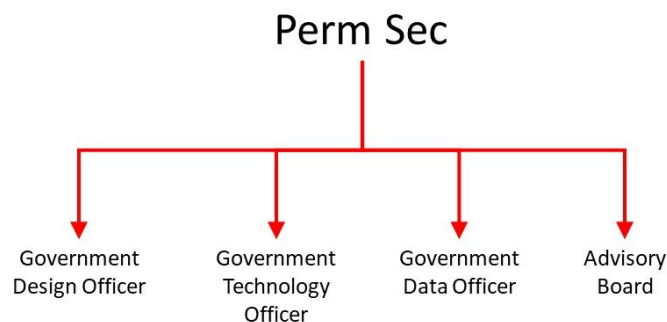 Perm Sec
Government
Design Officer
Government
Technology
Officer
Government
Data Officer
Advisory
Board